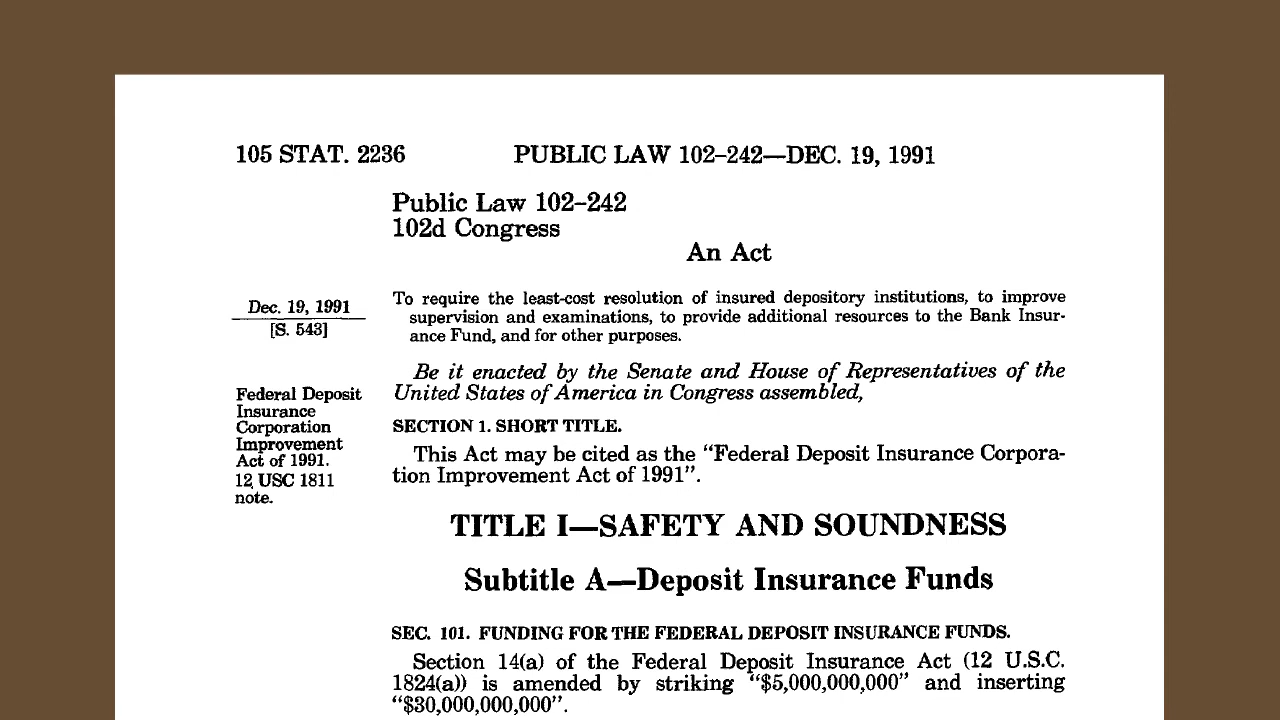 105 STAT. 2236 PUBLIC LAW 102–242—DEC. 19, 1991
Public Law 102–242
102d Congress
An Act
Dec. 19, 1991
[S. 543]
To require the least-cost resolution of insured depository institutions, to improve
supervision and examinations, to provide additional resources to the Bank Insur-
ance Fund, and for other purposes.
Be it enacted by the Senate and House of Representatives of the
United States of America in Congress assembled,
Federal Deposit
Insurance
Corporation
Improvement
Act of 1991.
12 USC 1811
note.
SECTION 1. SHORT TITLE.
This Act may be cited as the “Federal Deposit Insurance Corpora-
tion Improvement Act of 1991”.
TITLE I—SAFETY AND SOUNDNESS
Subtitle A—Deposit Insurance Funds
SEC. 101. FUNDING FOR THE FEDERAL DEPOSIT INSURANCE FUNDS.
Section 14(a) of the Federal Deposit Insurance Act (12 U.S.C.
1824(a)) is amended by striking “$5,000,000,000” and inserting
“$30,000,000,000”.